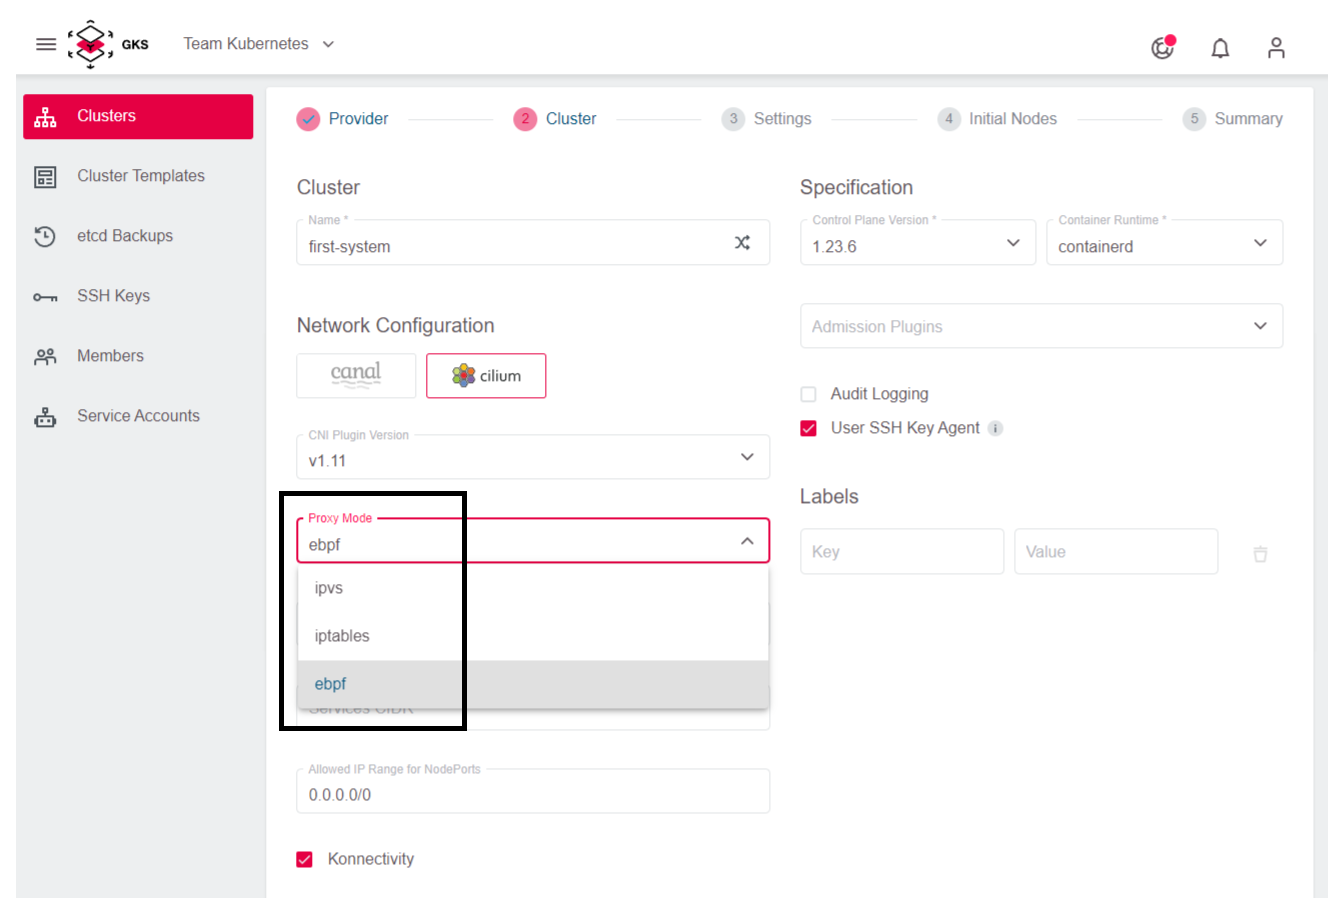 GKS
Team Kubernetes
Clusters
Cluster Templates
etcd Backups
SSH Keys
Members
Service Accounts
Provider
2 Cluster
3 Settings
4 Initial Nodes
5 Summary
Cluster
Name *
first-system
Network Configuration
canal
cilium
CNI Plugin Version
v1.11
Proxy Mode
ebpf
ipvs
iptables
ebpf
Services CIDR
Allowed IP Range for NodePorts
0.0.0.0/0
Konnectivity
Specification
Control Plane Version *
1.23.6
Container Runtime *
containerd
Admission Plugins
Audit Logging
User SSH Key Agent i
Labels
Key
Value